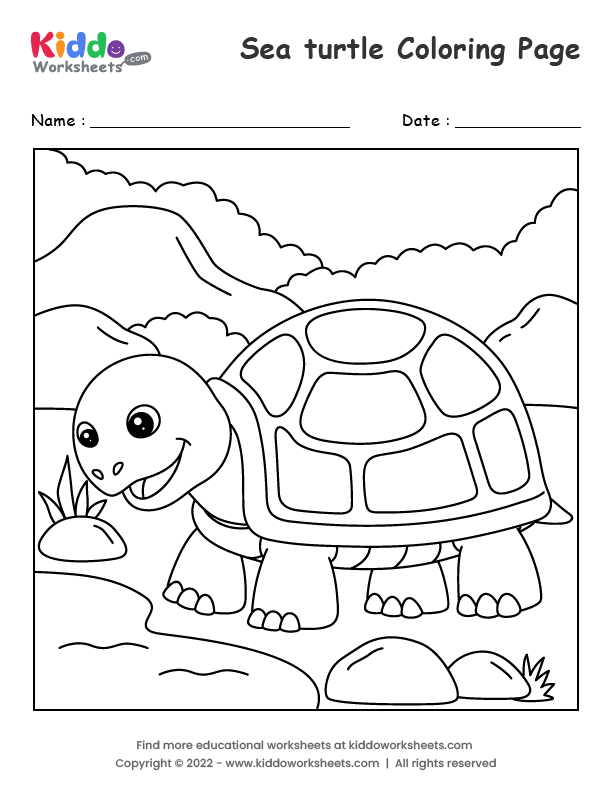 Kiddo
Worksheets.com
Sea turtle Coloring Page
Name : Date :
Find more educational worksheets at kiddoworksheets.com
Copyright © 2022 - www.kiddoworksheets.com | All rights reserved